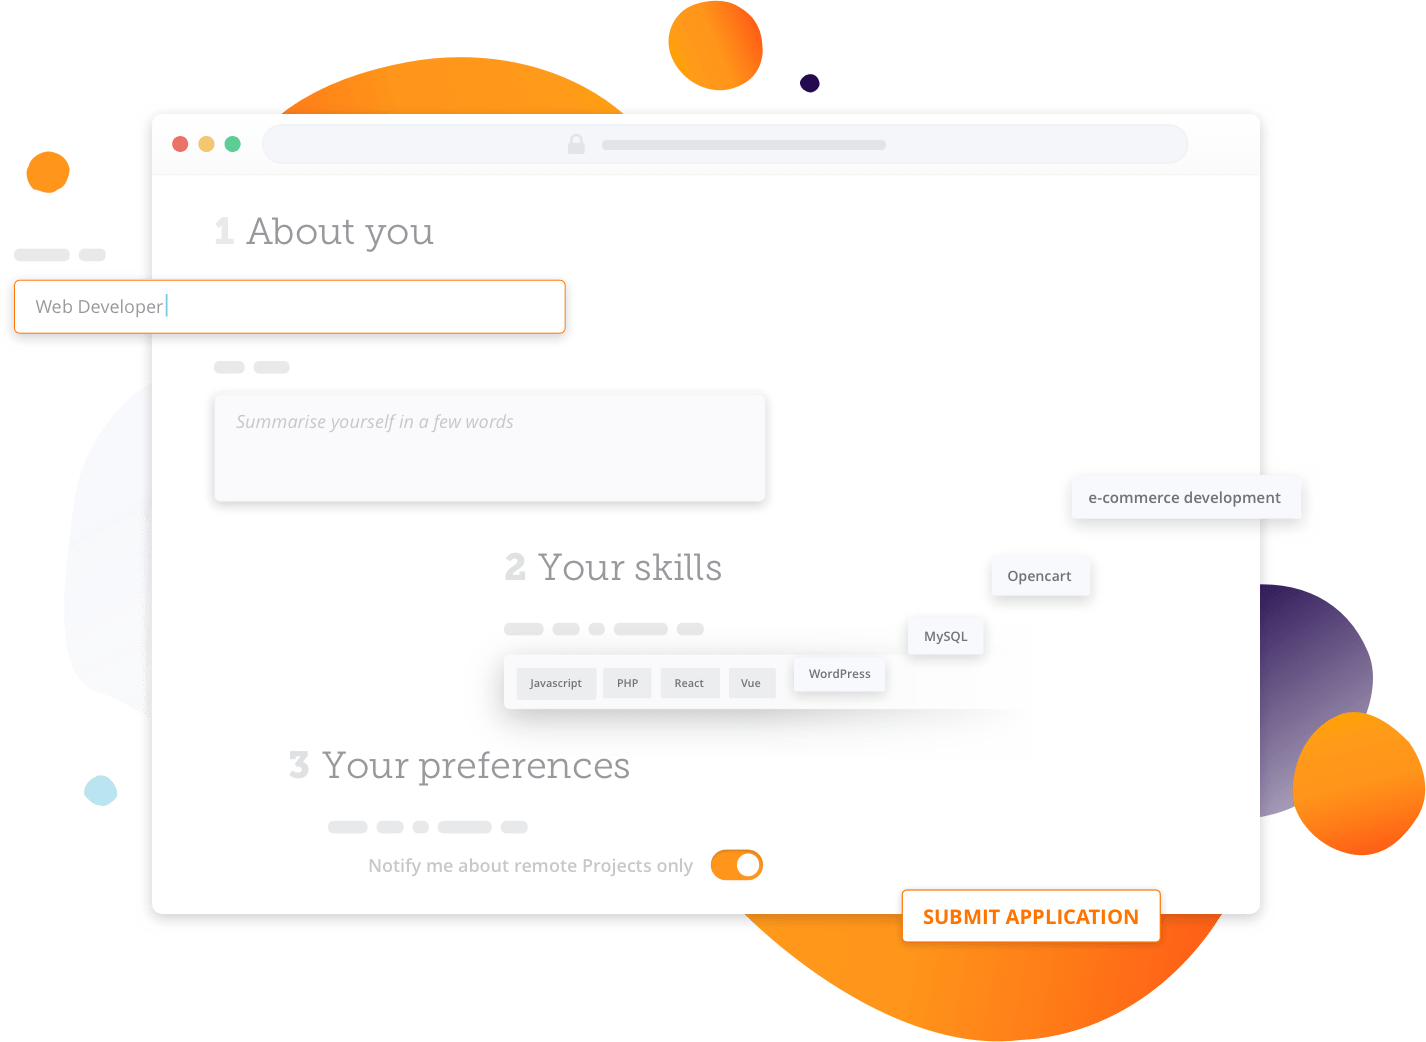 1 About you
Web Developer
Summarise yourself in a few words
e-commerce development
2 Your skills
Opencart
MySQL
WordPress
Javascript PHP React Vue
3 Your preferences
Notify me about remote Projects only
SUBMIT APPLICATION